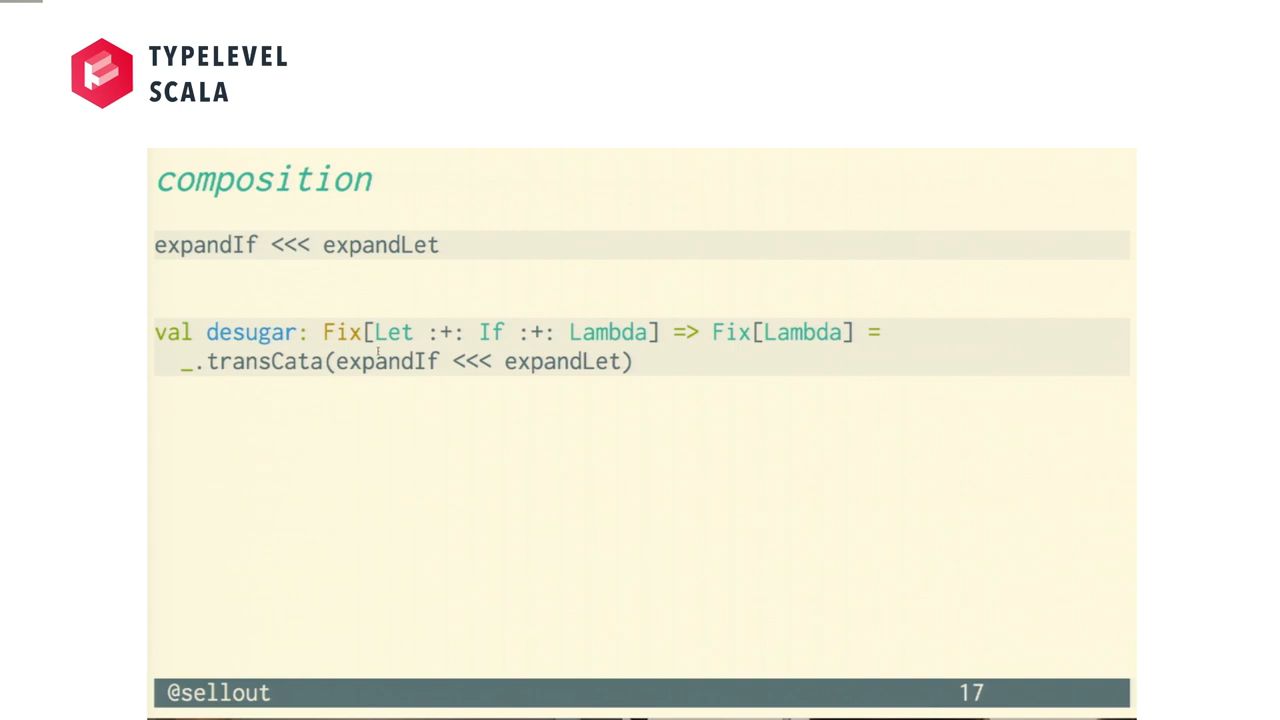 TYPELEVEL
SCALA
composition
expandIf <<< expandLet
val desugar: Fix[Let :+: If :+: Lambda] => Fix[Lambda] =
_.transCata(expandIf <<< expandLet)
@sellout 17